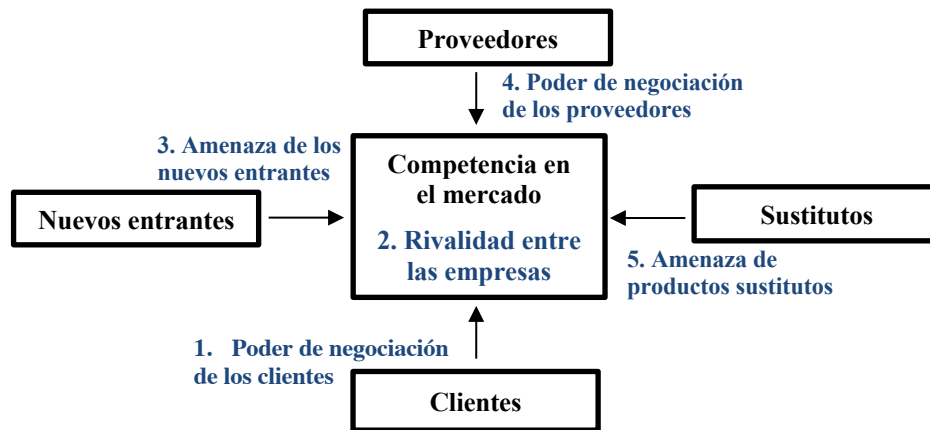 Proveedores
4. Poder de negociación
de los proveedores
3. Amenaza de los
nuevos entrantes
Competencia en
el mercado
2. Rivalidad entre
las empresas
Nuevos entrantes
Sustitutos
5. Amenaza de
productos sustitutos
1. Poder de negociación
de los clientes
Clientes